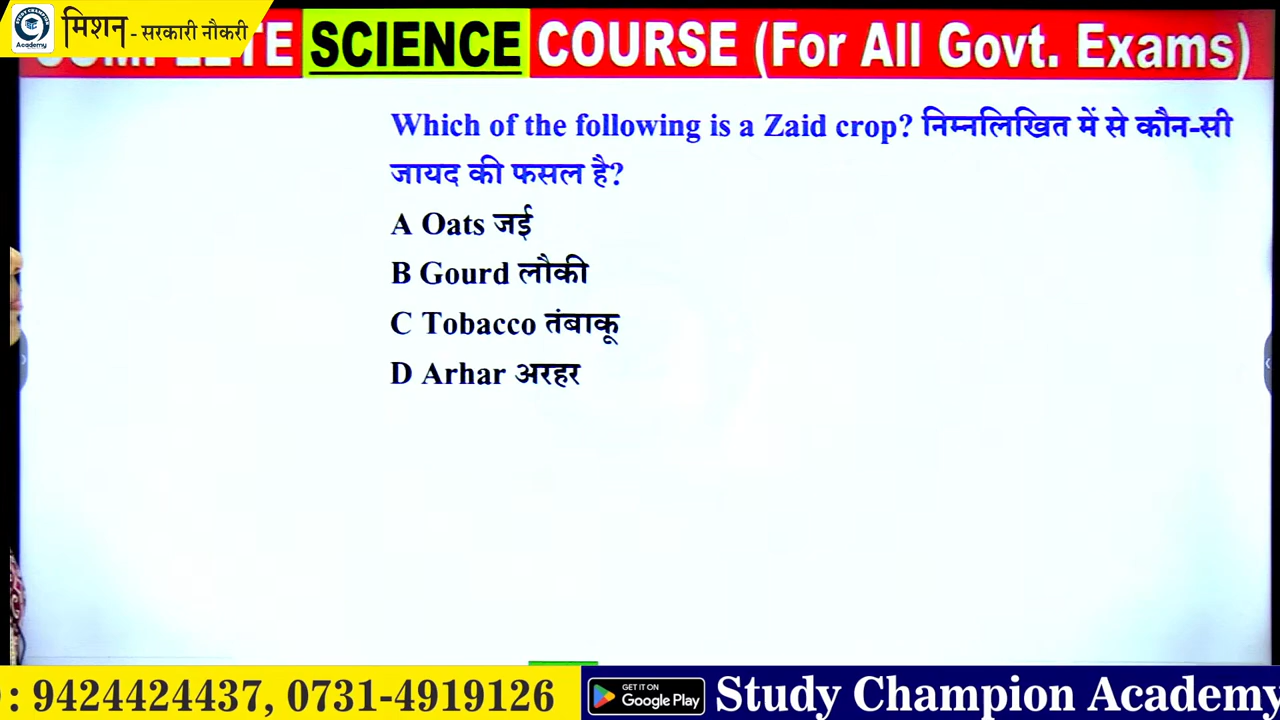 मिशन - सरकारी नौकरी
Academy
SCIENCE COURSE (For All Govt. Exams)
Which of the following is a Zaid crop? निम्नलिखित में से कौन-सी
जायद की फसल है?
A Oats जई
B Gourd लौकी
C Tobacco तंबाकू
D Arhar अरहर
: 9424424437, 0731-4919126
GET IT ON
Google Play
Study Champion Academy